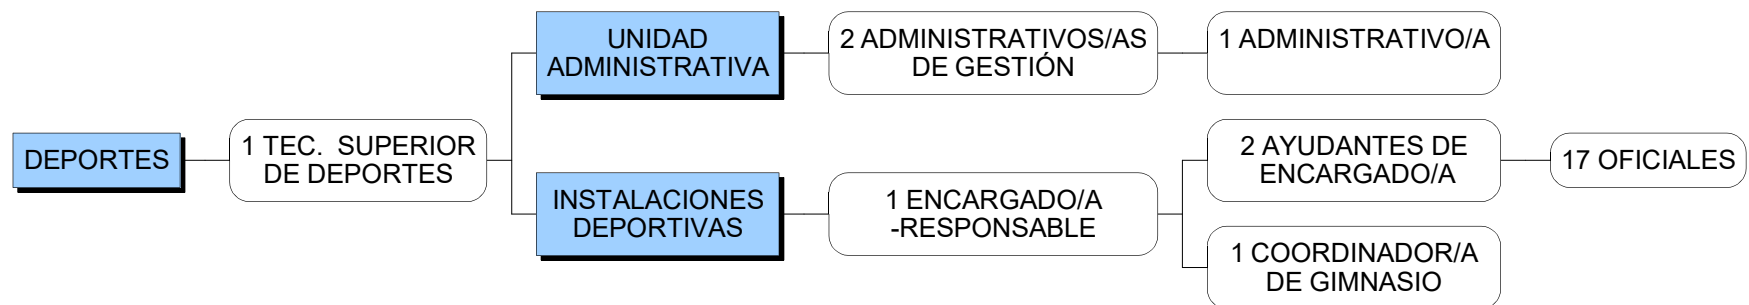 DEPORTES
1 TEC.  SUPERIOR
DE DEPORTES
UNIDAD
ADMINISTRATIVA
2 ADMINISTRATIVOS/AS
DE GESTIÓN
1 ADMINISTRATIVO/A
INSTALACIONES
DEPORTIVAS
1 ENCARGADO/A
-RESPONSABLE
2 AYUDANTES DE
ENCARGADO/A
17 OFICIALES
1 COORDINADOR/A
DE GIMNASIO